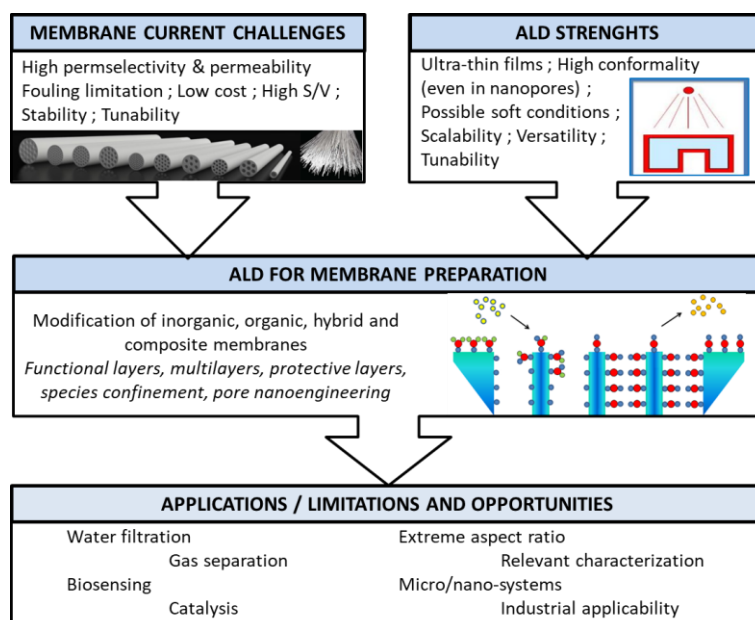 MEMBRANE CURRENT CHALLENGES
High permselectivity & permeability
Fouling limitation ; Low cost ; High S/V ;
Stability ; Tunability
ALD STRENGHTS
Ultra-thin films ; High conformality
(even in nanopores) ;
Possible soft conditions ;
Scalability ; Versatility ;
Tunability
ALD FOR MEMBRANE PREPARATION
Modification of inorganic, organic, hybrid and
composite membranes
Functional layers, multilayers, protective layers,
species confinement, pore nanoengineering
APPLICATIONS / LIMITATIONS AND OPPORTUNITIES
Water filtration
Gas separation
Biosensing
Catalysis
Extreme aspect ratio
Relevant characterization
Micro/nano-systems
Industrial applicability